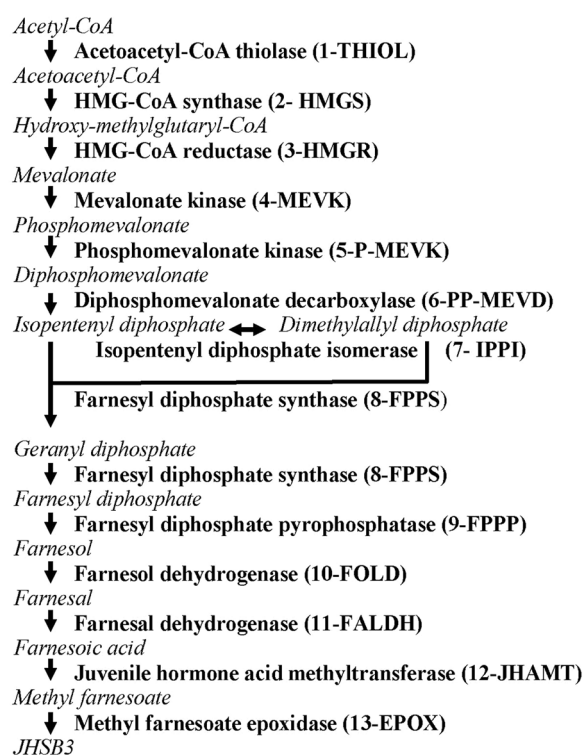 Acetyl-CoA
Acetoacetyl-CoA thiolase (1-THIOL)
Acetoacetyl-CoA
HMG-CoA synthase (2- HMGS)
Hydroxy-methylglutaryl-CoA
HMG-CoA reductase (3-HMGR)
Mevalonate
Mevalonate kinase (4-MEVK)
Phosphomevalonate
Phosphomevalonate kinase (5-P-MEVK)
Diphosphomevalonate
Diphosphomevalonate decarboxylase (6-PP-MEVD)
Isopentenyl diphosphate Dimethylallyl diphosphate
Isopentenyl diphosphate isomerase (7- IPPI)
Farnesyl diphosphate synthase (8-FPPS)
Geranyl diphosphate
Farnesyl diphosphate synthase (8-FPPS)
Farnesyl diphosphate
Farnesyl diphosphate pyrophosphatase (9-FPPP)
Farnesol
Farnesol dehydrogenase (10-FOLD)
Farnesal
Farnesal dehydrogenase (11-FALDH)
Farnesoic acid
Juvenile hormone acid methyltransferase (12-JHAMT)
Methyl farnesoate
Methyl farnesoate epoxidase (13-EPOX)
JHSB3